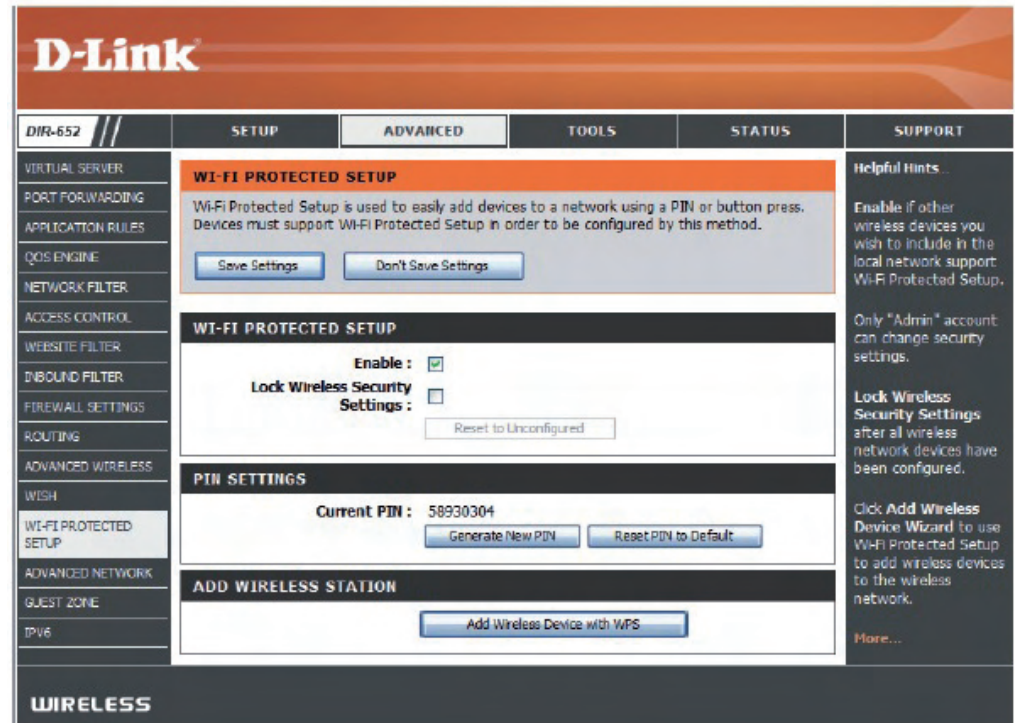 D-Link
DIR-652
SETUP
ADVANCED
TOOLS
STATUS
SUPPORT
VIRTUAL SERVER
PORT FORWARDING
APPLICATION RULES
QOS ENGINE
NETWORK FILTER
ACCESS CONTROL
WEBSITE FILTER
INBOUND FILTER
FIREWALL SETTINGS
ROUTING
ADVANCED WIRELESS
WISH
WI-FI PROTECTED
SETUP
ADVANCED NETWORK
GUEST ZONE
IPV6
WI-FI PROTECTED SETUP
Wi-Fi Protected Setup is used to easily add devices to a network using a PIN or button press.
Devices must support Wi-Fi Protected Setup in order to be configured by this method.
Save Settings
Don't Save Settings
WI-FI PROTECTED SETUP
Enable :
Lock Wireless Security
Settings :
Reset to Unconfigured
PIN SETTINGS
Current PIN : 58930304
Generate New PIN
Reset PIN to Default
ADD WIRELESS STATION
Add Wireless Device with WPS
Helpful Hints...
Enable if other
wireless devices you
wish to include in the
local network support
Wi-Fi Protected Setup.
Only "Admin" account
can change security
settings.
Lock Wireless
Security Settings
after all wireless
network devices have
been configured.
Click Add Wireless
Device Wizard to use
Wi-Fi Protected Setup
to add wireless devices
to the wireless
network.
More...
WIRELESS